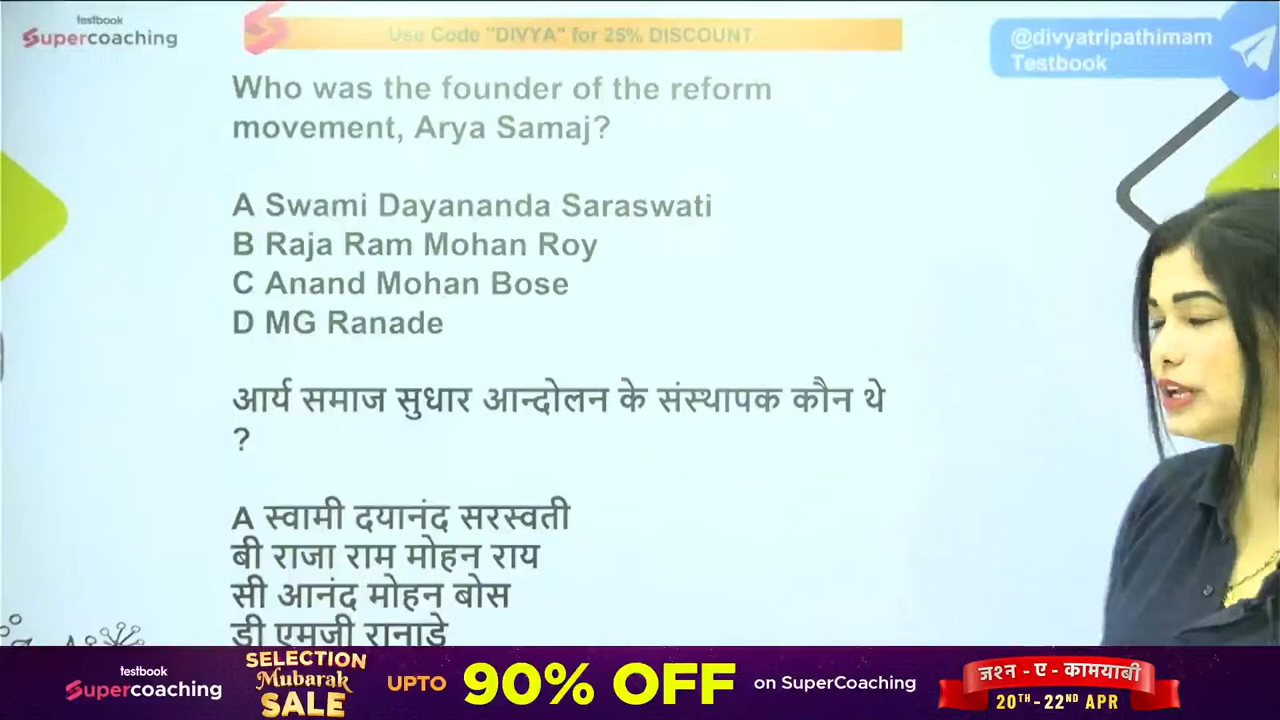 testbook
Supercoaching
Use Code "DIVYA" for 25% DISCOUNT
@divyatripathimam
Testbook
Who was the founder of the reform
movement, Arya Samaj?
A Swami Dayananda Saraswati
B Raja Ram Mohan Roy
C Anand Mohan Bose
D MG Ranade
आर्य समाज सुधार आन्दोलन के संस्थापक कौन थे
?
A स्वामी दयानंद सरस्वती
बी राजा राम मोहन राय
सी आनंद मोहन बोस
डी एमजी रानाडे
testbook
Supercoaching
SELECTION
Mubarak
SALE
UPTO 90% OFF on SuperCoaching
जश्न - ए - कामयाबी
20TH - 22ND APR